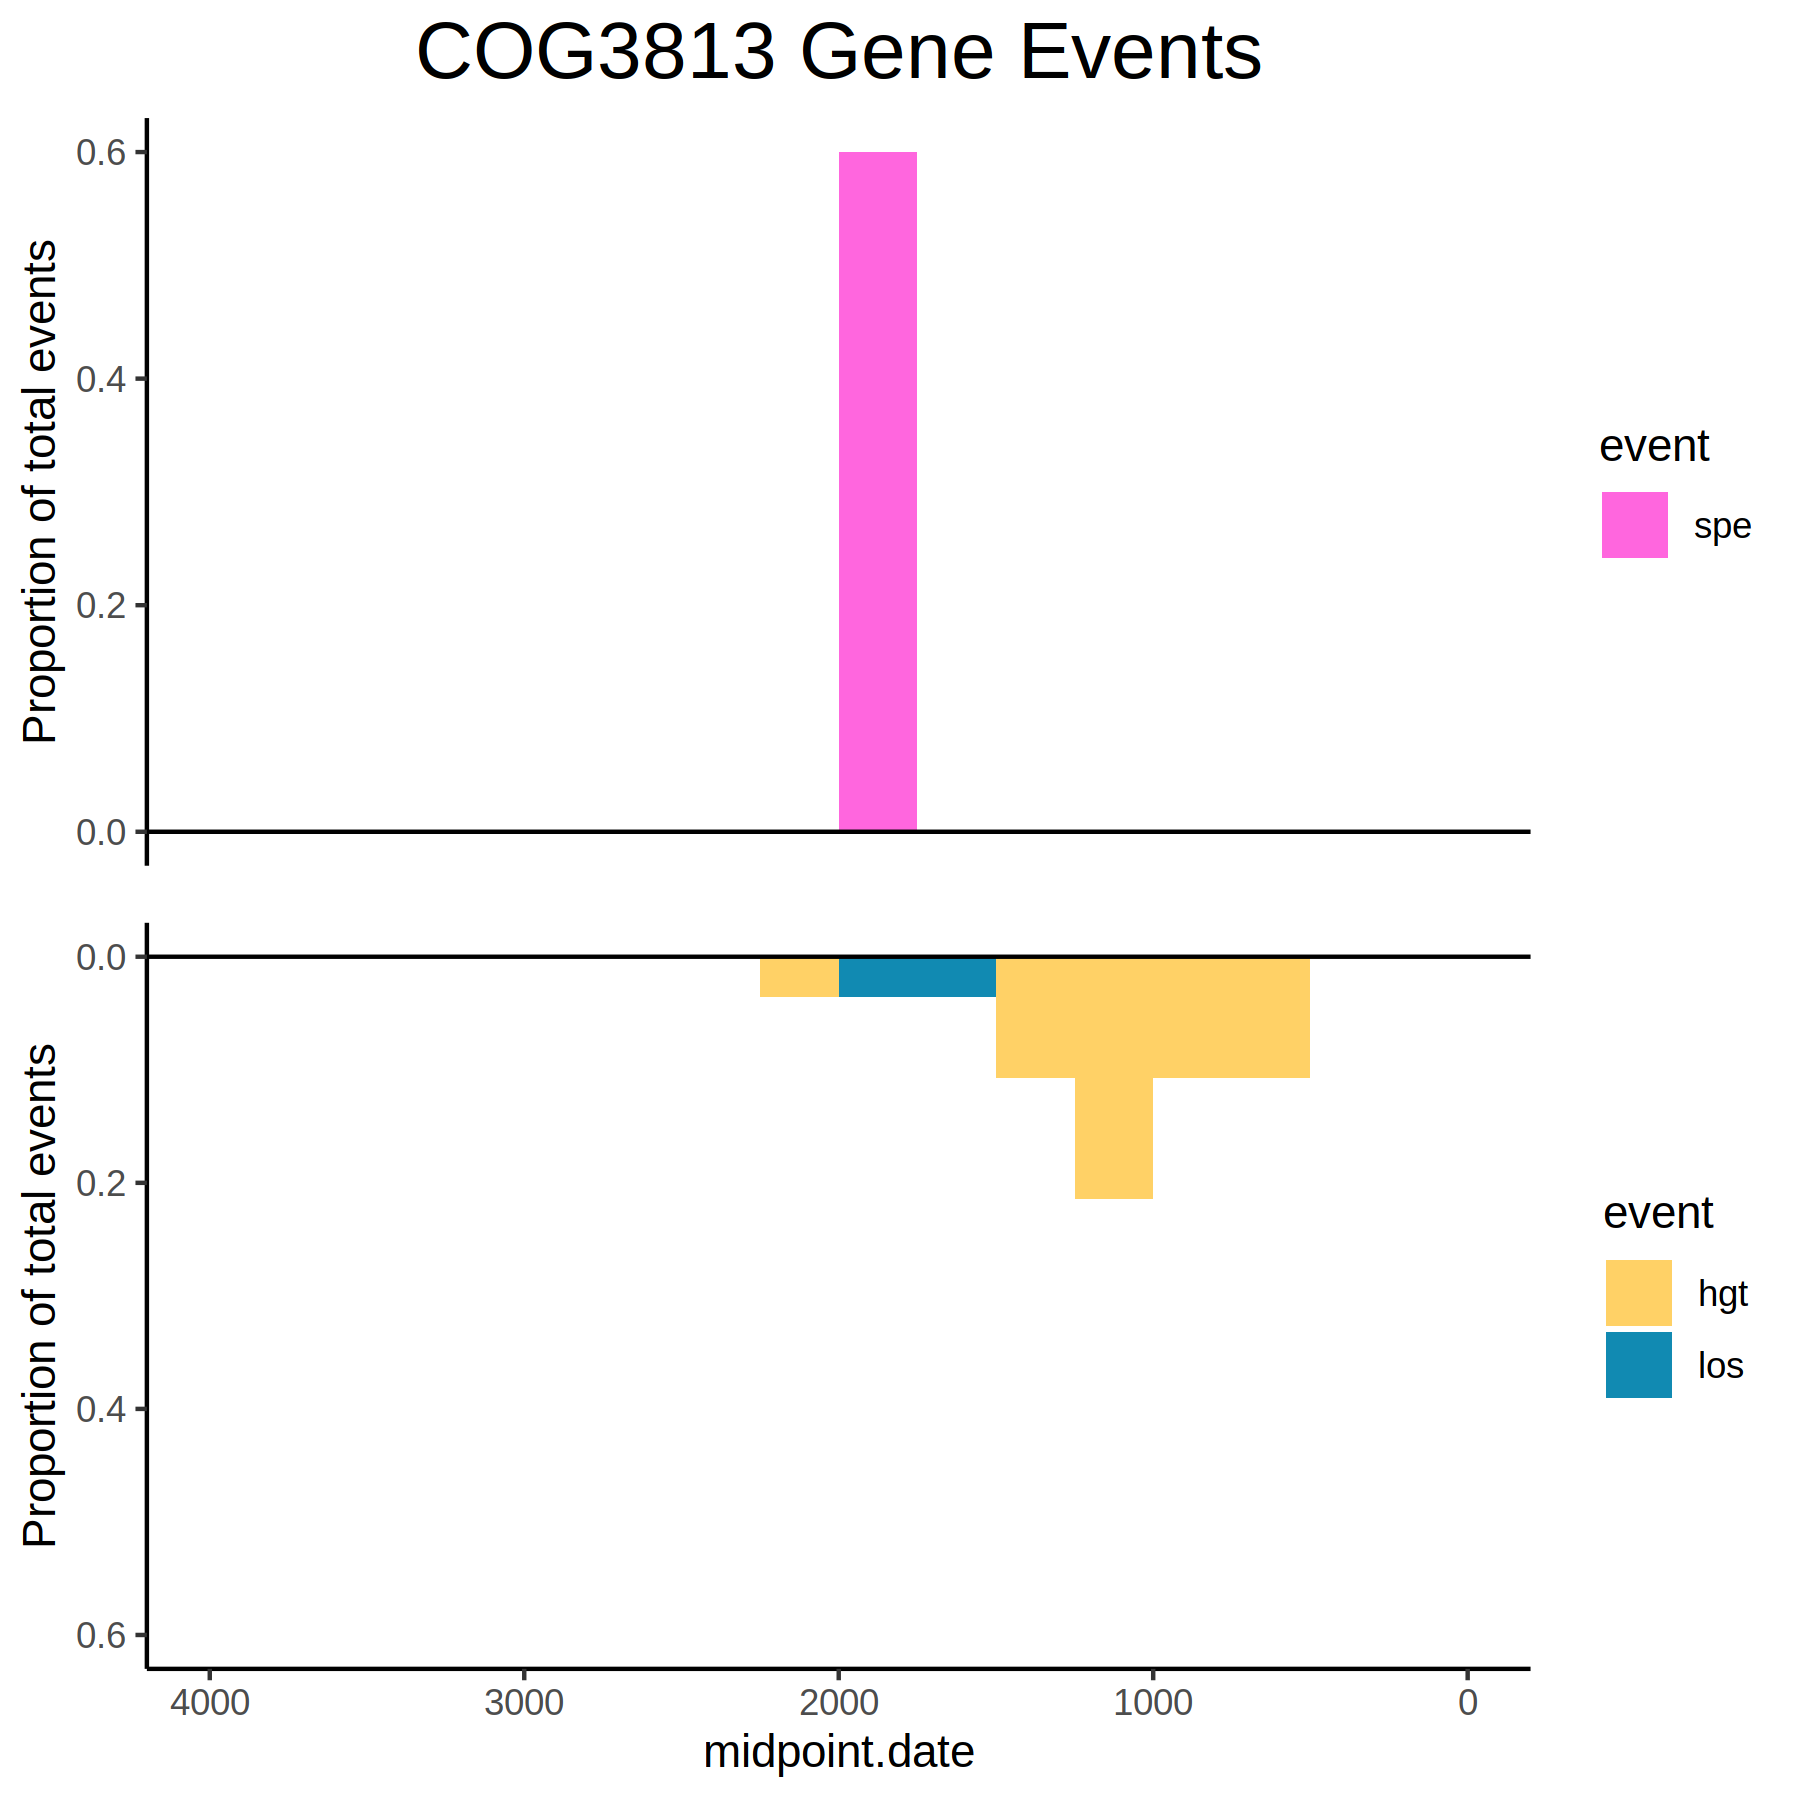 COG3813 Gene Events
Proportion of total events
0.6
0.4
0.2
0.0
event
spe
Proportion of total events
0.0
0.2
0.4
0.6
event
hgt
los
4000 3000 2000 1000 0
midpoint.date